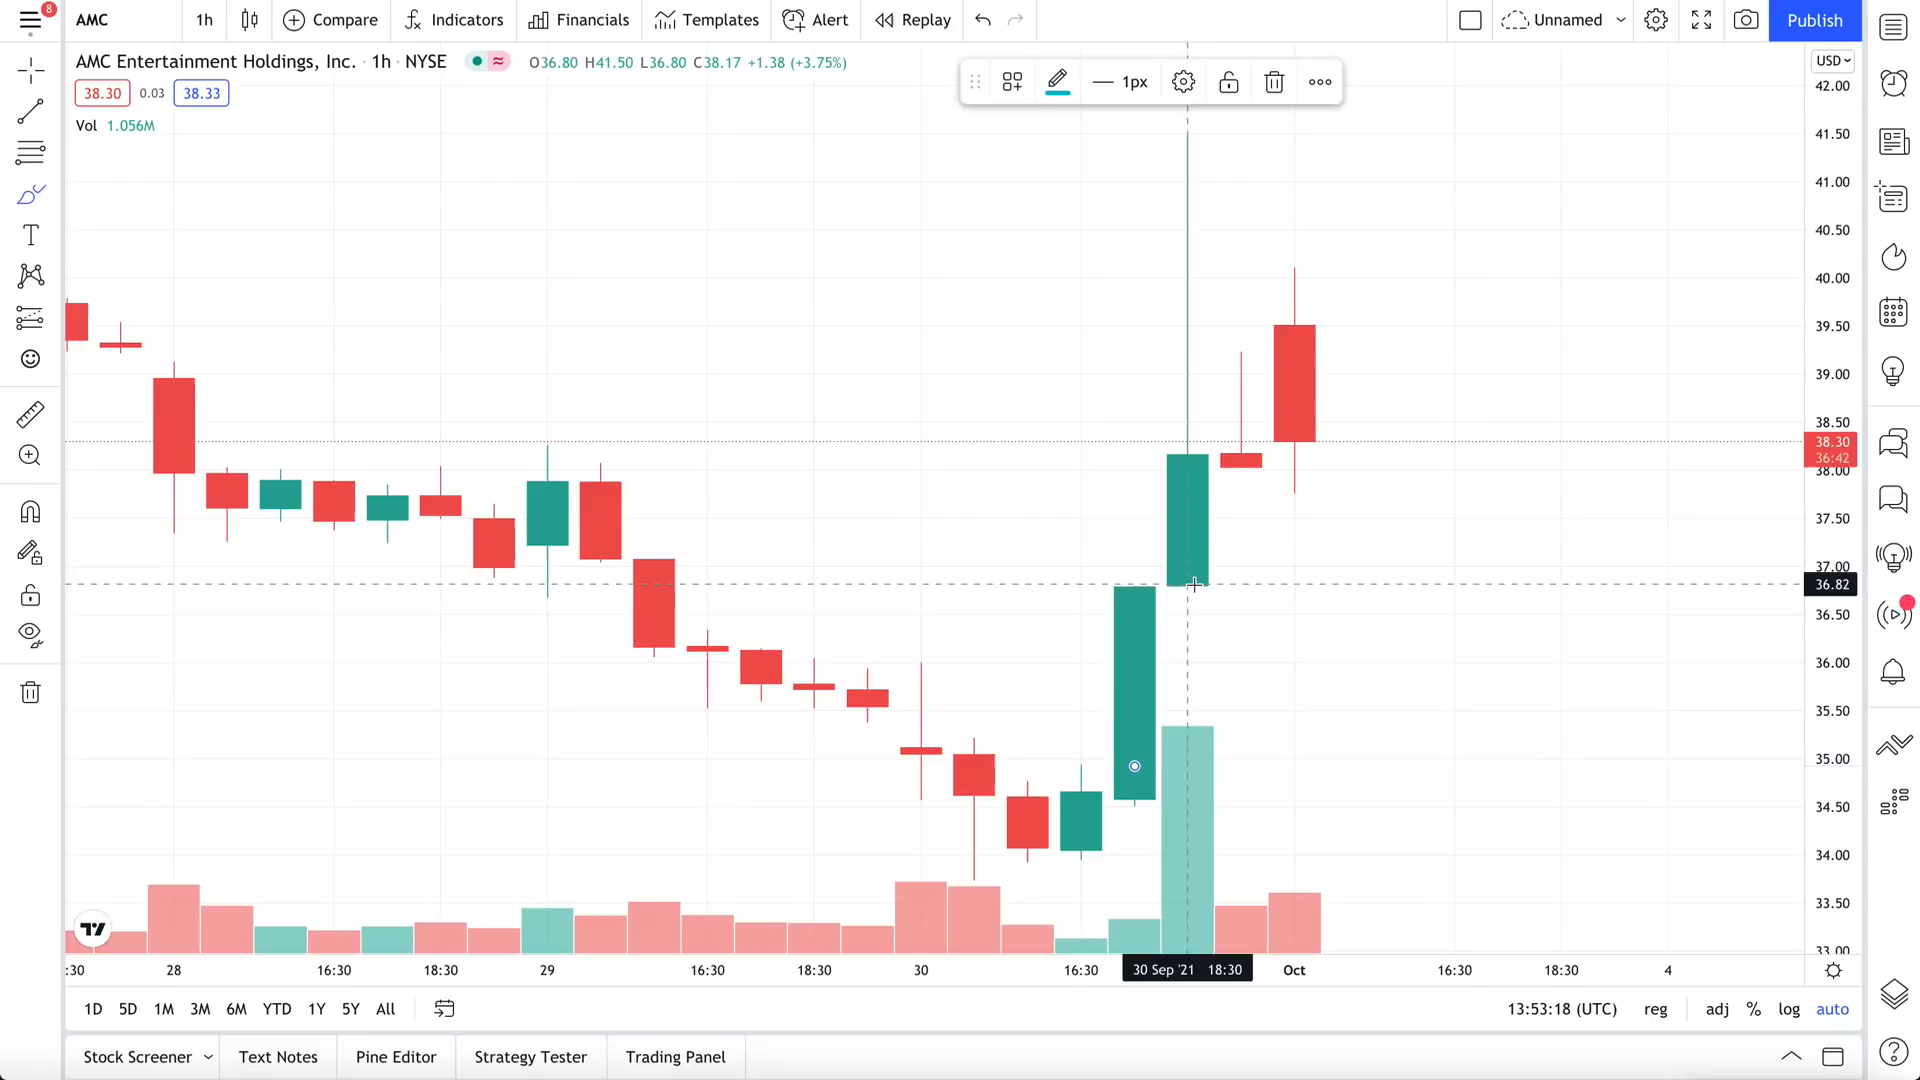 8
AMC
1h
Compare
Indicators
Financials
Templates
Alert
Replay
Unnamed
Publish
AMC Entertainment Holdings, Inc. · 1h · NYSE
O36.80 H41.50 L36.80 C38.17 +1.38 (+3.75%)
38.30 0.03 38.33
Vol 1.056M
1px
USD
42.00
41.50
41.00
40.50
40.00
39.50
39.00
38.50
38.30
36:42
38.00
37.50
37.00
36.82
36.50
36.00
35.50
35.00
34.50
34.00
33.50
33.00
:30 28 16:30 18:30 29 16:30 18:30 30 16:30 30 Sep '21 18:30 Oct 16:30 18:30 4
1D 5D 1M 3M 6M YTD 1Y 5Y All
13:53:18 (UTC) reg adj % log auto
Stock Screener Text Notes Pine Editor Strategy Tester Trading Panel